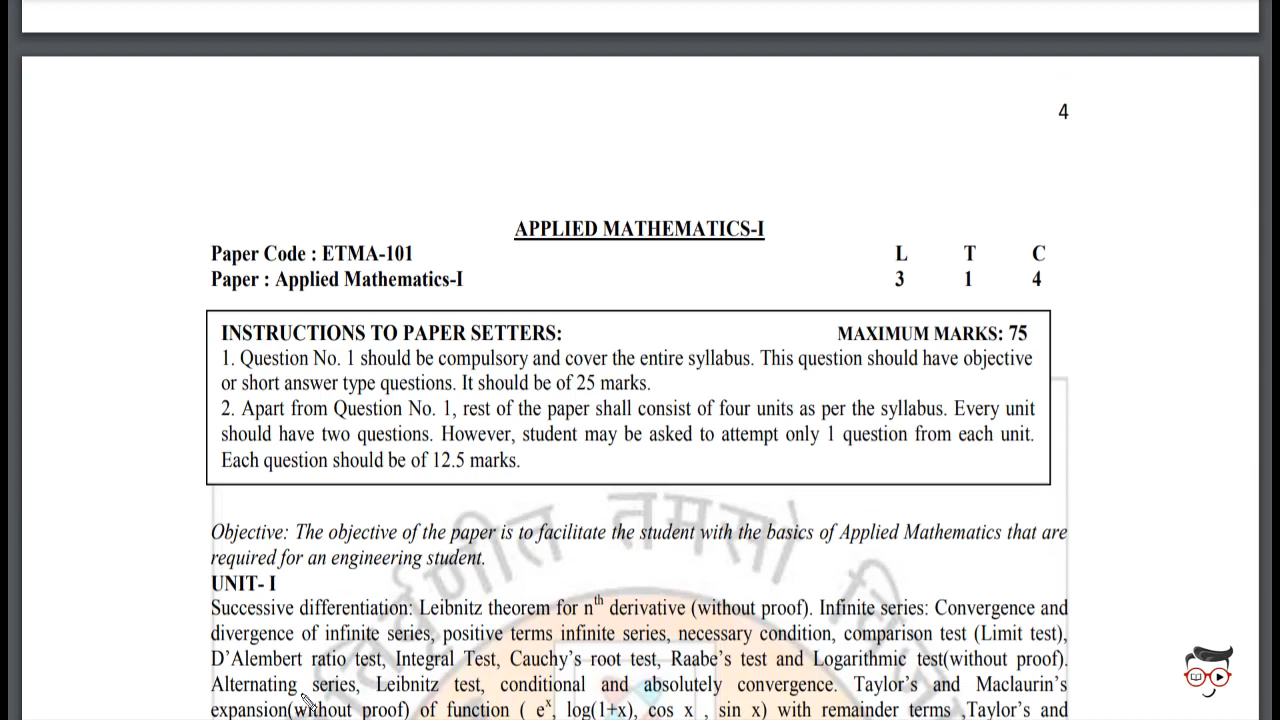 4
APPLIED MATHEMATICS-I
Paper Code : ETMA-101 L T C
Paper : Applied Mathematics-I 3 1 4
INSTRUCTIONS TO PAPER SETTERS: MAXIMUM MARKS: 75
1. Question No. 1 should be compulsory and cover the entire syllabus. This question should have objective
or short answer type questions. It should be of 25 marks.
2. Apart from Question No. 1, rest of the paper shall consist of four units as per the syllabus. Every unit
should have two questions. However, student may be asked to attempt only 1 question from each unit.
Each question should be of 12.5 marks.
Objective: The objective of the paper is to facilitate the student with the basics of Applied Mathematics that are
required for an engineering student.
UNIT- I
Successive differentiation: Leibnitz theorem for nth derivative (without proof). Infinite series: Convergence and
divergence of infinite series, positive terms infinite series, necessary condition, comparison test (Limit test),
D’Alembert ratio test, Integral Test, Cauchy’s root test, Raabe’s test and Logarithmic test(without proof).
Alternating series, Leibnitz test, conditional and absolutely convergence. Taylor’s and Maclaurin’s
expansion(without proof) of function ( ex, log(1+x), cos x , sin x) with remainder terms ,Taylor’s and